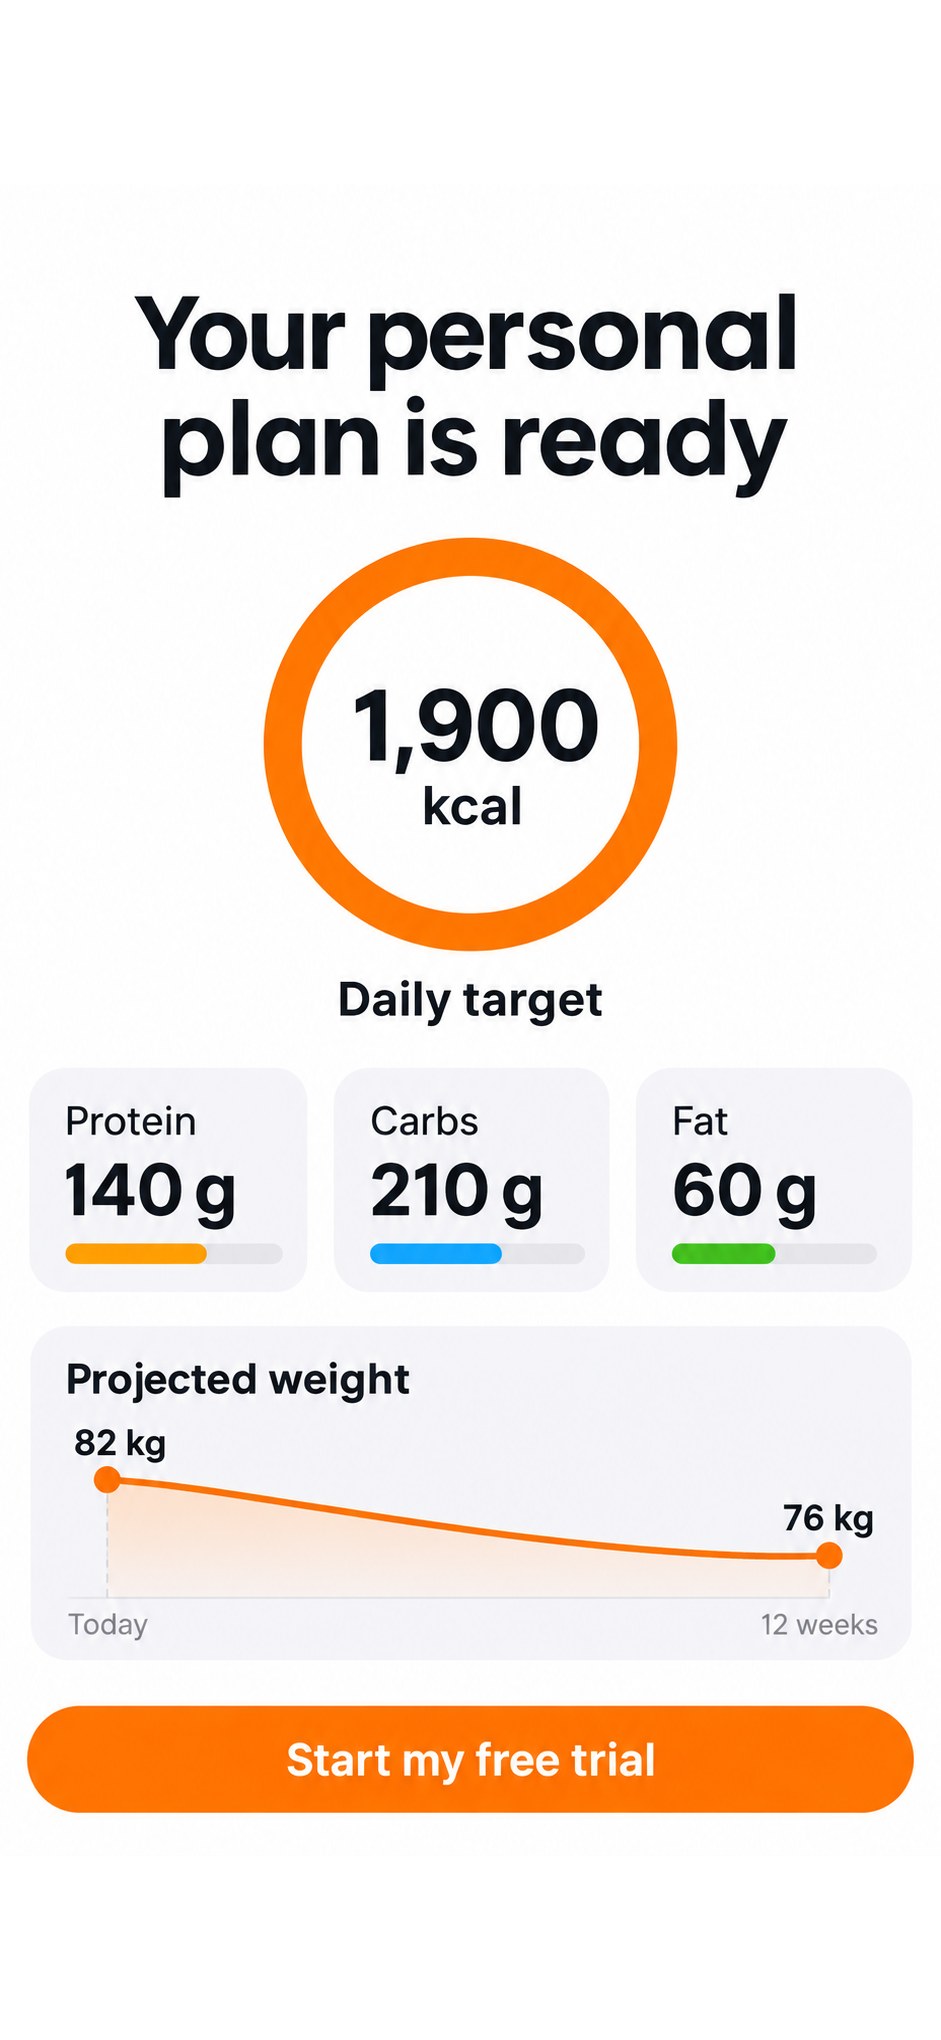 Your personal
plan is ready
1,900
kcal
Daily target
Protein
140 g
Carbs
210 g
Fat
60 g
Projected weight
82 kg
76 kg
Today
12 weeks
Start my free trial